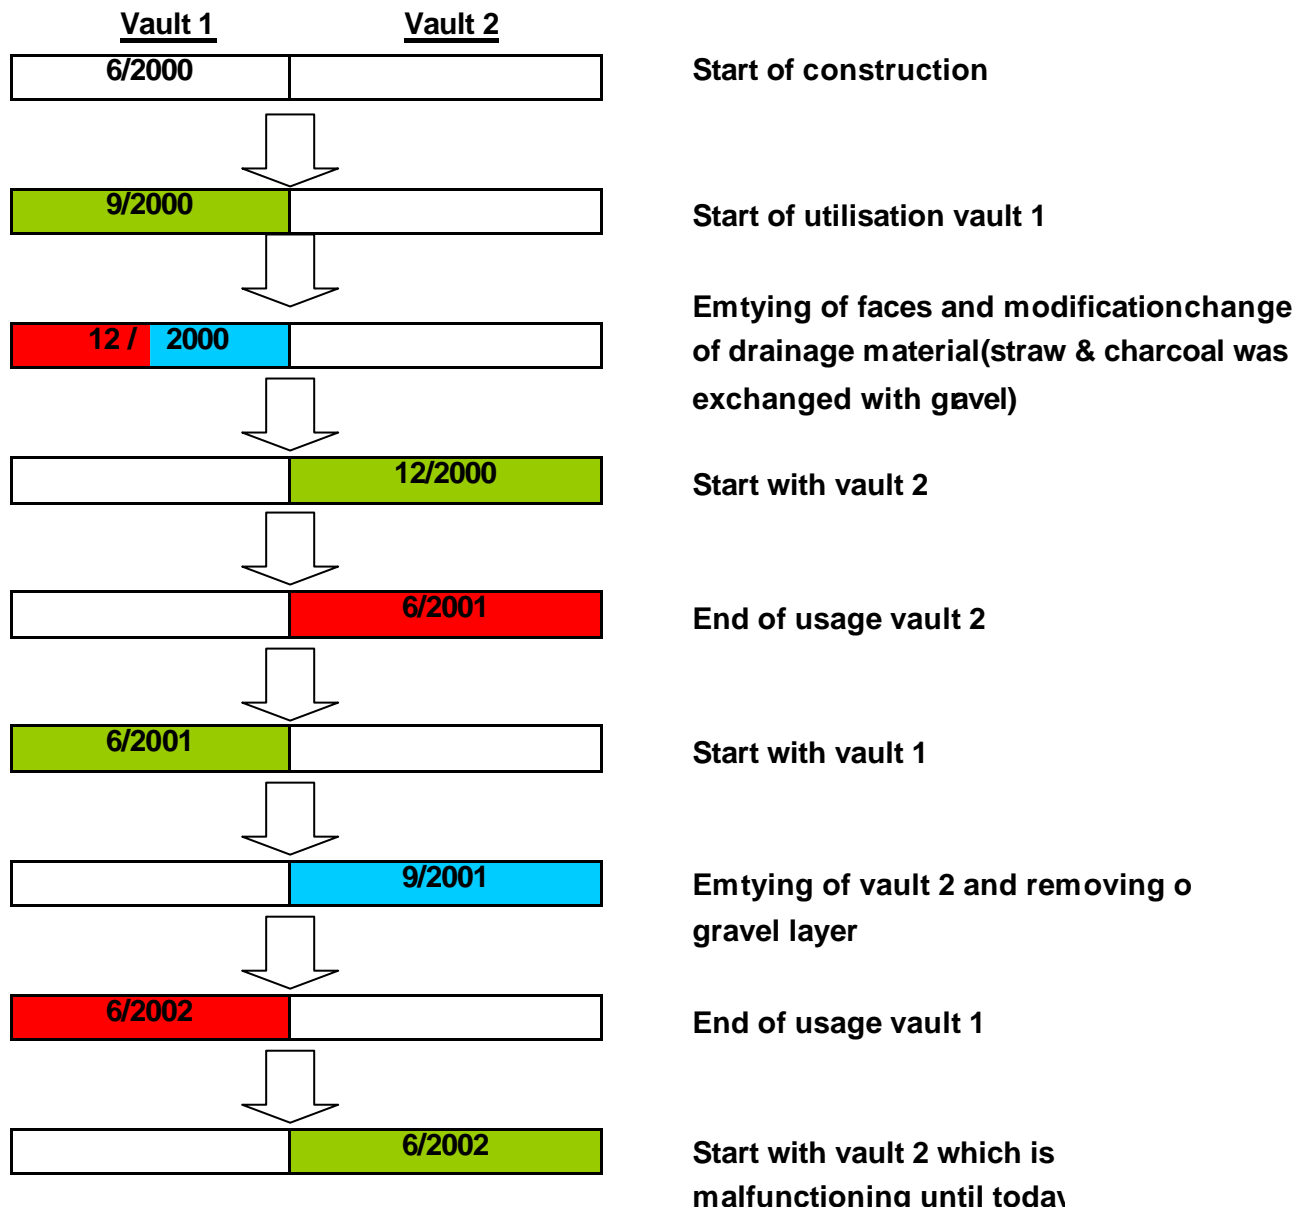 Vault 1 Vault 2
6/2000 Start of construction
9/2000 Start of utilisation vault 1
Emtying of faces and modificationchange
12 / 2000 of drainage material(straw & charcoal was
exchanged with gravel)
12/2000 Start with vault 2
6/2001 End of usage vault 2
6/2001 Start with vault 1
9/2001 Emtying of vault 2 and removing o
gravel layer
6/2002 End of usage vault 1
6/2002 Start with vault 2 which is
malfunctioning until today